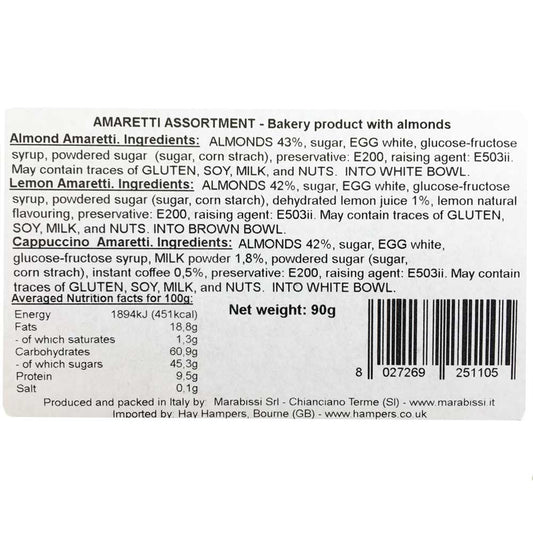 AMARETTI ASSORTMENT - Bakery product with almonds
Almond Amaretti. Ingredients: ALMONDS 43%, sugar, EGG white, glucose-fructose
syrup, powdered sugar (sugar, corn strach), preservative: E200, raising agent: E503ii.
May contain traces of GLUTEN, SOY, MILK, and NUTS. INTO WHITE BOWL.
Lemon Amaretti. Ingredients: ALMONDS 42%, sugar, EGG white, glucose-fructose
syrup, powdered sugar (sugar, corn starch), dehydrated lemon juice 1%, lemon natural
flavouring, preservative: E200, raising agent: E503ii. May contain traces of GLUTEN,
SOY, MILK, and NUTS. INTO BROWN BOWL.
Cappuccino Amaretti. Ingredients: ALMONDS 42%, sugar, EGG white,
glucose-fructose syrup, MILK powder 1,8%, powdered sugar (sugar,
corn strach), instant coffee 0,5%, preservative: E200, raising agent: E503ii. May contain
traces of GLUTEN, SOY, MILK, and NUTS. INTO WHITE BOWL.
Averaged Nutrition facts for 100g:
Energy 1894kJ (451kcal)
Fats 18,8g
- of which saturates 1,3g
Carbohydrates 60,9g
- of which sugars 45,3g
Protein 9,5g
Salt 0,1g
Net weight: 90g
8 027269 251105
Produced and packed in Italy by: Marabissi Srl - Chianciano Terme (SI) - www.marabissi.it
Imported by: Hay Hampers, Bourne (GB) - www.hampers.co.uk